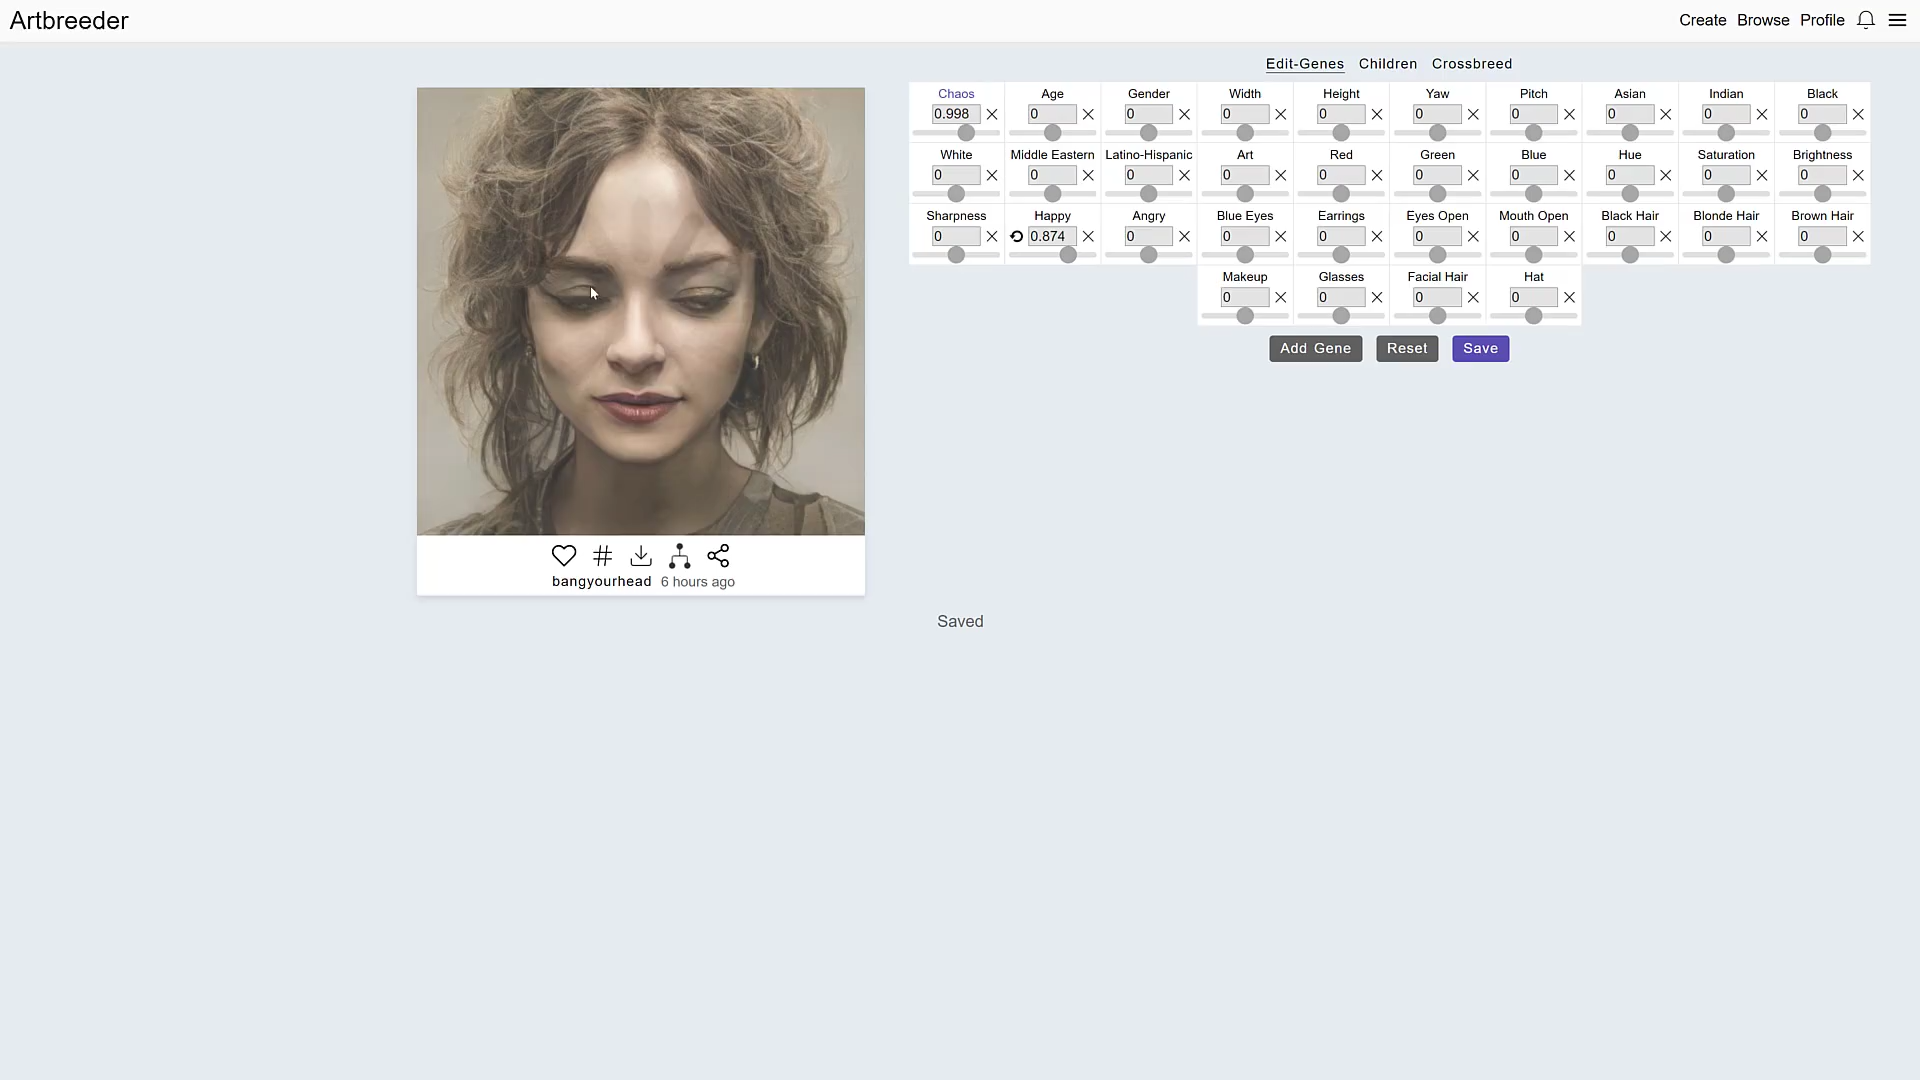 Artbreeder
Create Browse Profile
Edit-Genes Children Crossbreed
Chaos Age Gender Width Height Yaw Pitch Asian Indian Black
0.998 0 0 0 0 0 0 0 0 0
White Middle Eastern Latino-Hispanic Art Red Green Blue Hue Saturation Brightness
0 0 0 0 0 0 0 0 0 0
Sharpness Happy Angry Blue Eyes Earrings Eyes Open Mouth Open Black Hair Blonde Hair Brown Hair
0 0.874 0 0 0 0 0 0 0 0
Makeup Glasses Facial Hair Hat
0 0 0 0
Add Gene Reset Save
bangyourhead 6 hours ago
Saved